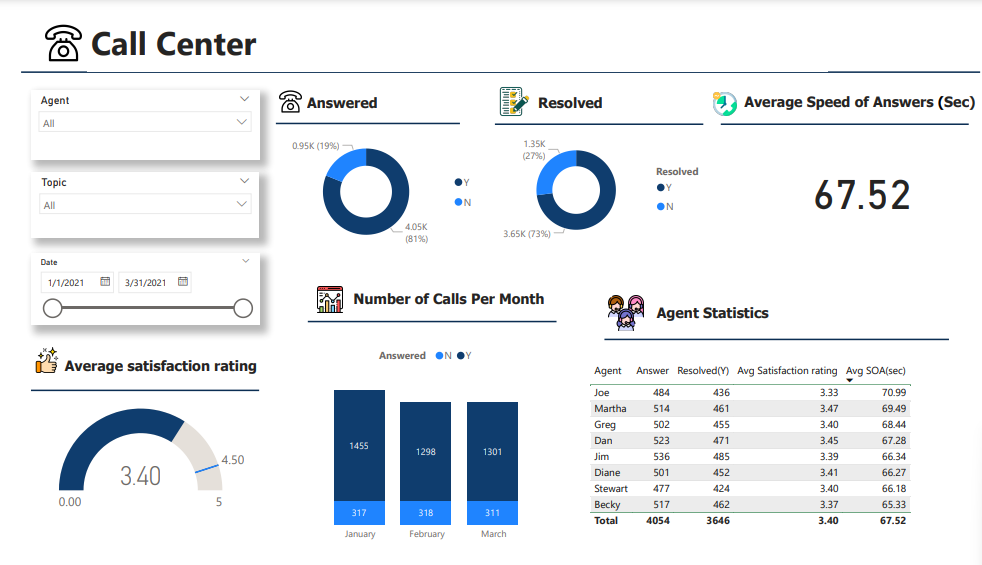 Call Center
Agent
All
Topic
All
Date
1/1/2021 3/31/2021
Answered
0.95K (19%)
4.05K
(81%)
Y
N
Resolved
1.35K
(27%)
3.65K (73%)
Resolved
Y
N
Average Speed of Answers (Sec)
67.52
Average satisfaction rating
3.40
4.50
0.00
5
Number of Calls Per Month
Answered N Y
1455 1298 1301
317 318 311
January February March
Agent Statistics
Agent Answer Resolved(Y) Avg Satisfaction rating Avg SOA(sec)
Joe 484 436 3.33 70.99
Martha 514 461 3.47 69.49
Greg 502 455 3.40 68.44
Dan 523 471 3.45 67.28
Jim 536 485 3.39 66.34
Diane 501 452 3.41 66.27
Stewart 477 424 3.40 66.18
Becky 517 462 3.37 65.33
Total 4054 3646 3.40 67.52